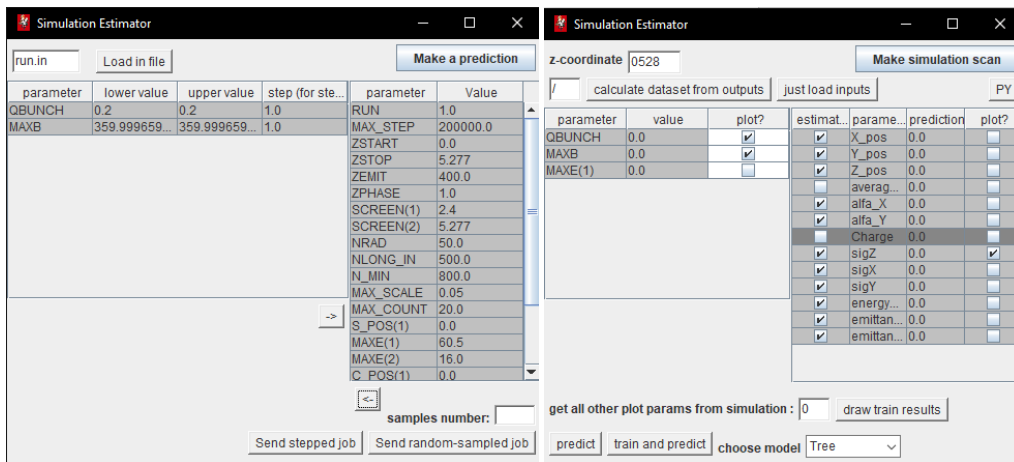 Simulation Estimator
run.in Load in file Make a prediction
parameter lower value upper value step (for ste...
QBUNCH 0.2 0.2 1.0
MAXB 359.999659... 359.999659... 1.0
->
parameter Value
RUN 1.0
MAX_STEP 200000.0
ZSTART 0.0
ZSTOP 5.277
ZEMIT 400.0
ZPHASE 1.0
SCREEN(1) 2.4
SCREEN(2) 5.277
NRAD 50.0
NLONG_IN 500.0
N_MIN 800.0
MAX_SCALE 0.05
MAX_COUNT 20.0
S_POS(1) 0.0
MAXE(1) 60.5
MAXE(2) 16.0
C_POS(1) 0.0
<-
samples number:
Send stepped job Send random-sampled job
Simulation Estimator
z-coordinate 0528 Make simulation scan
/ calculate dataset from outputs just load inputs PY
parameter value plot?
QBUNCH 0.0
MAXB 0.0
MAXE(1) 0.0
estimat... parame... prediction plot?
X_pos 0.0
Y_pos 0.0
Z_pos 0.0
averag... 0.0
alfa_X 0.0
alfa_Y 0.0
Charge 0.0
sigZ 0.0
sigX 0.0
sigY 0.0
energy... 0.0
emittan... 0.0
emittan... 0.0
get all other plot params from simulation : 0 draw train results
predict train and predict choose model Tree